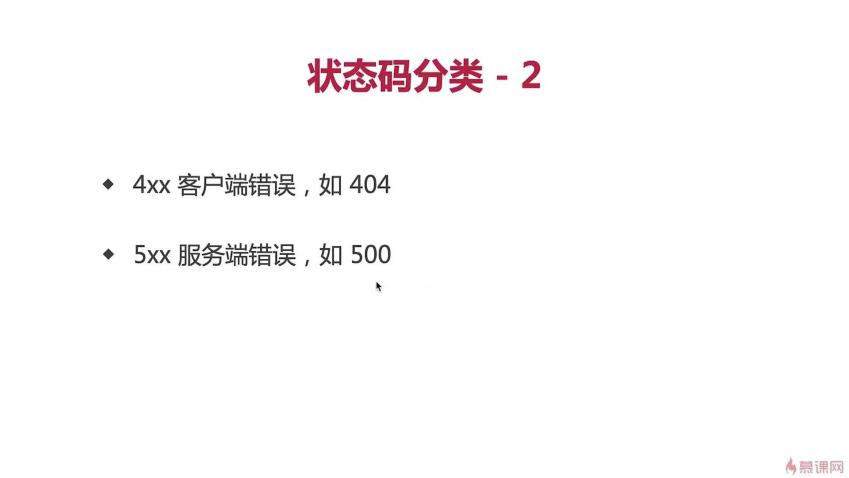 状态码分类 - 2
◆ 4xx 客户端错误，如 404
◆ 5xx 服务端错误，如 500
慕课网